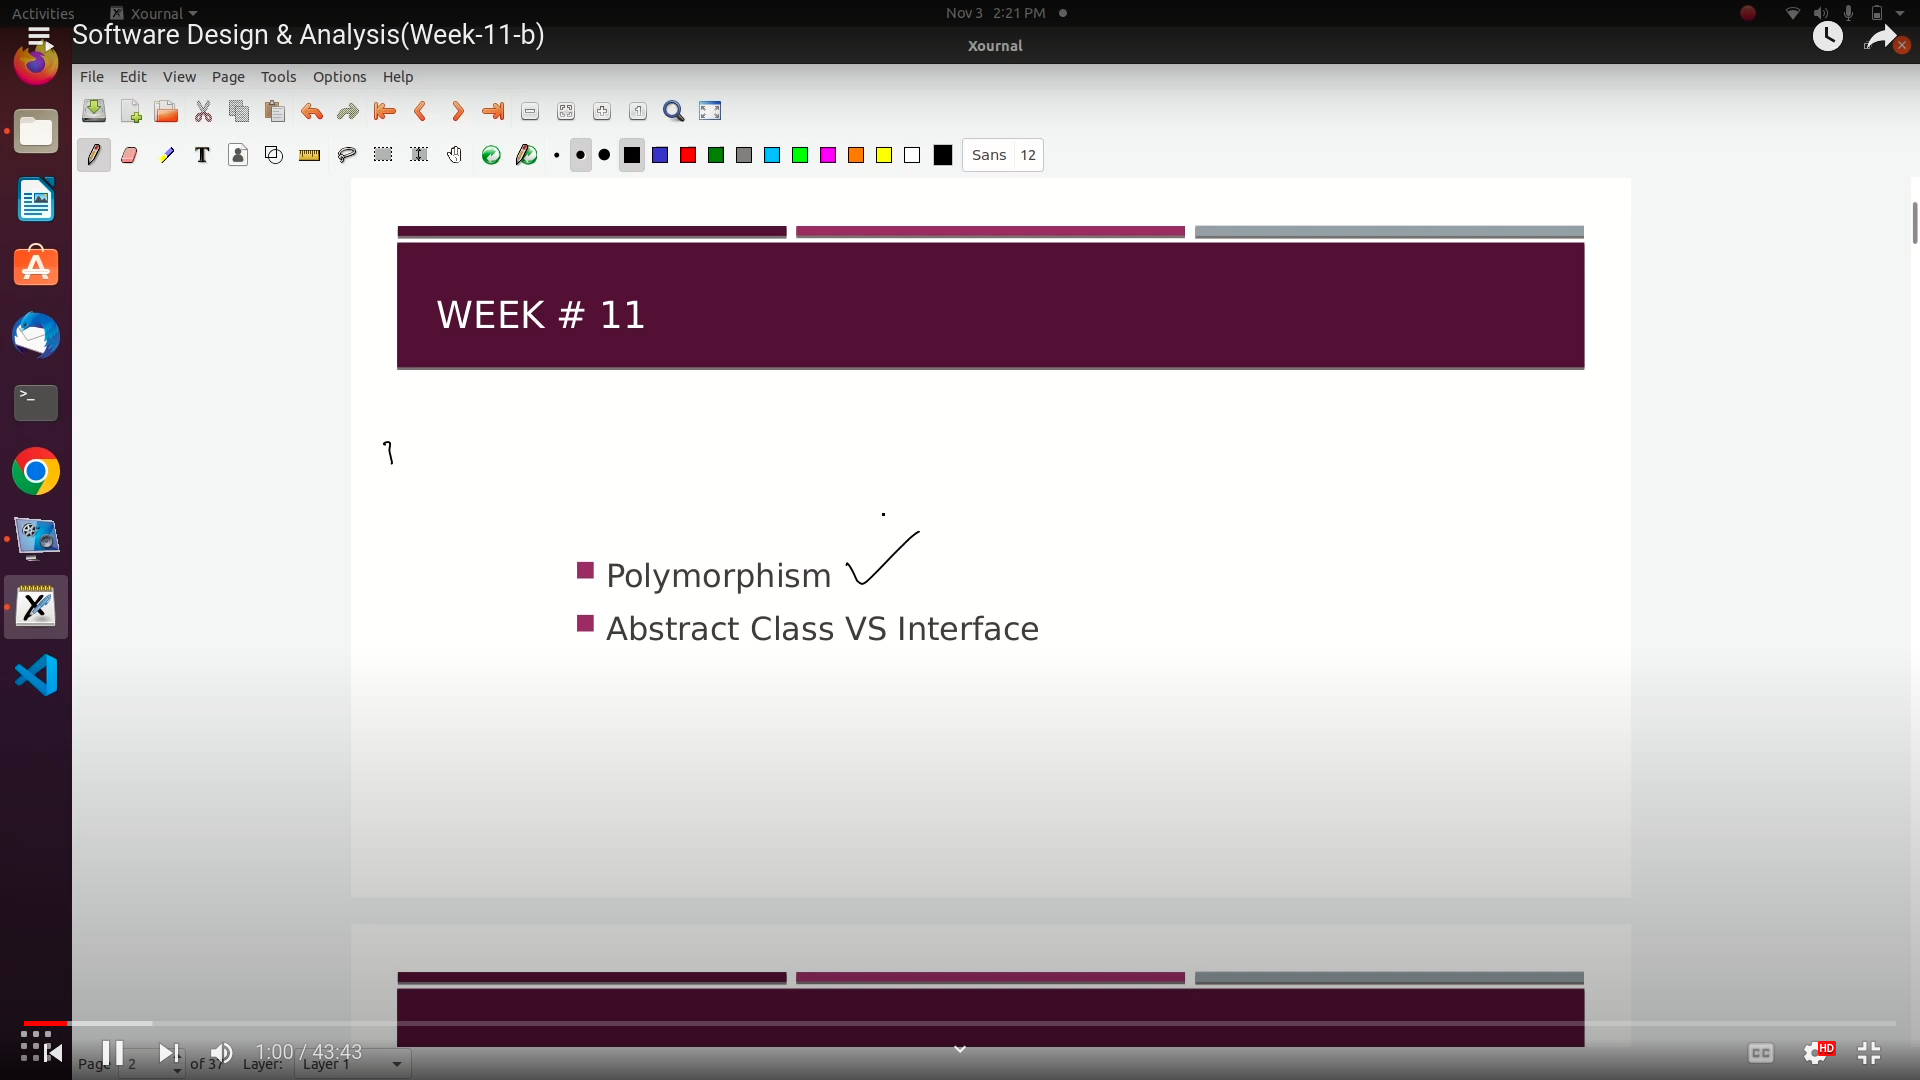 Activities Xournal Nov 3 2:21 PM
Software Design & Analysis(Week-11-b)
Xournal
File Edit View Page Tools Options Help
T Sans 12
WEEK # 11
Polymorphism
Abstract Class VS Interface
1:00 / 43:43 CC HD
Page 2 of 37 Layer: Layer 1